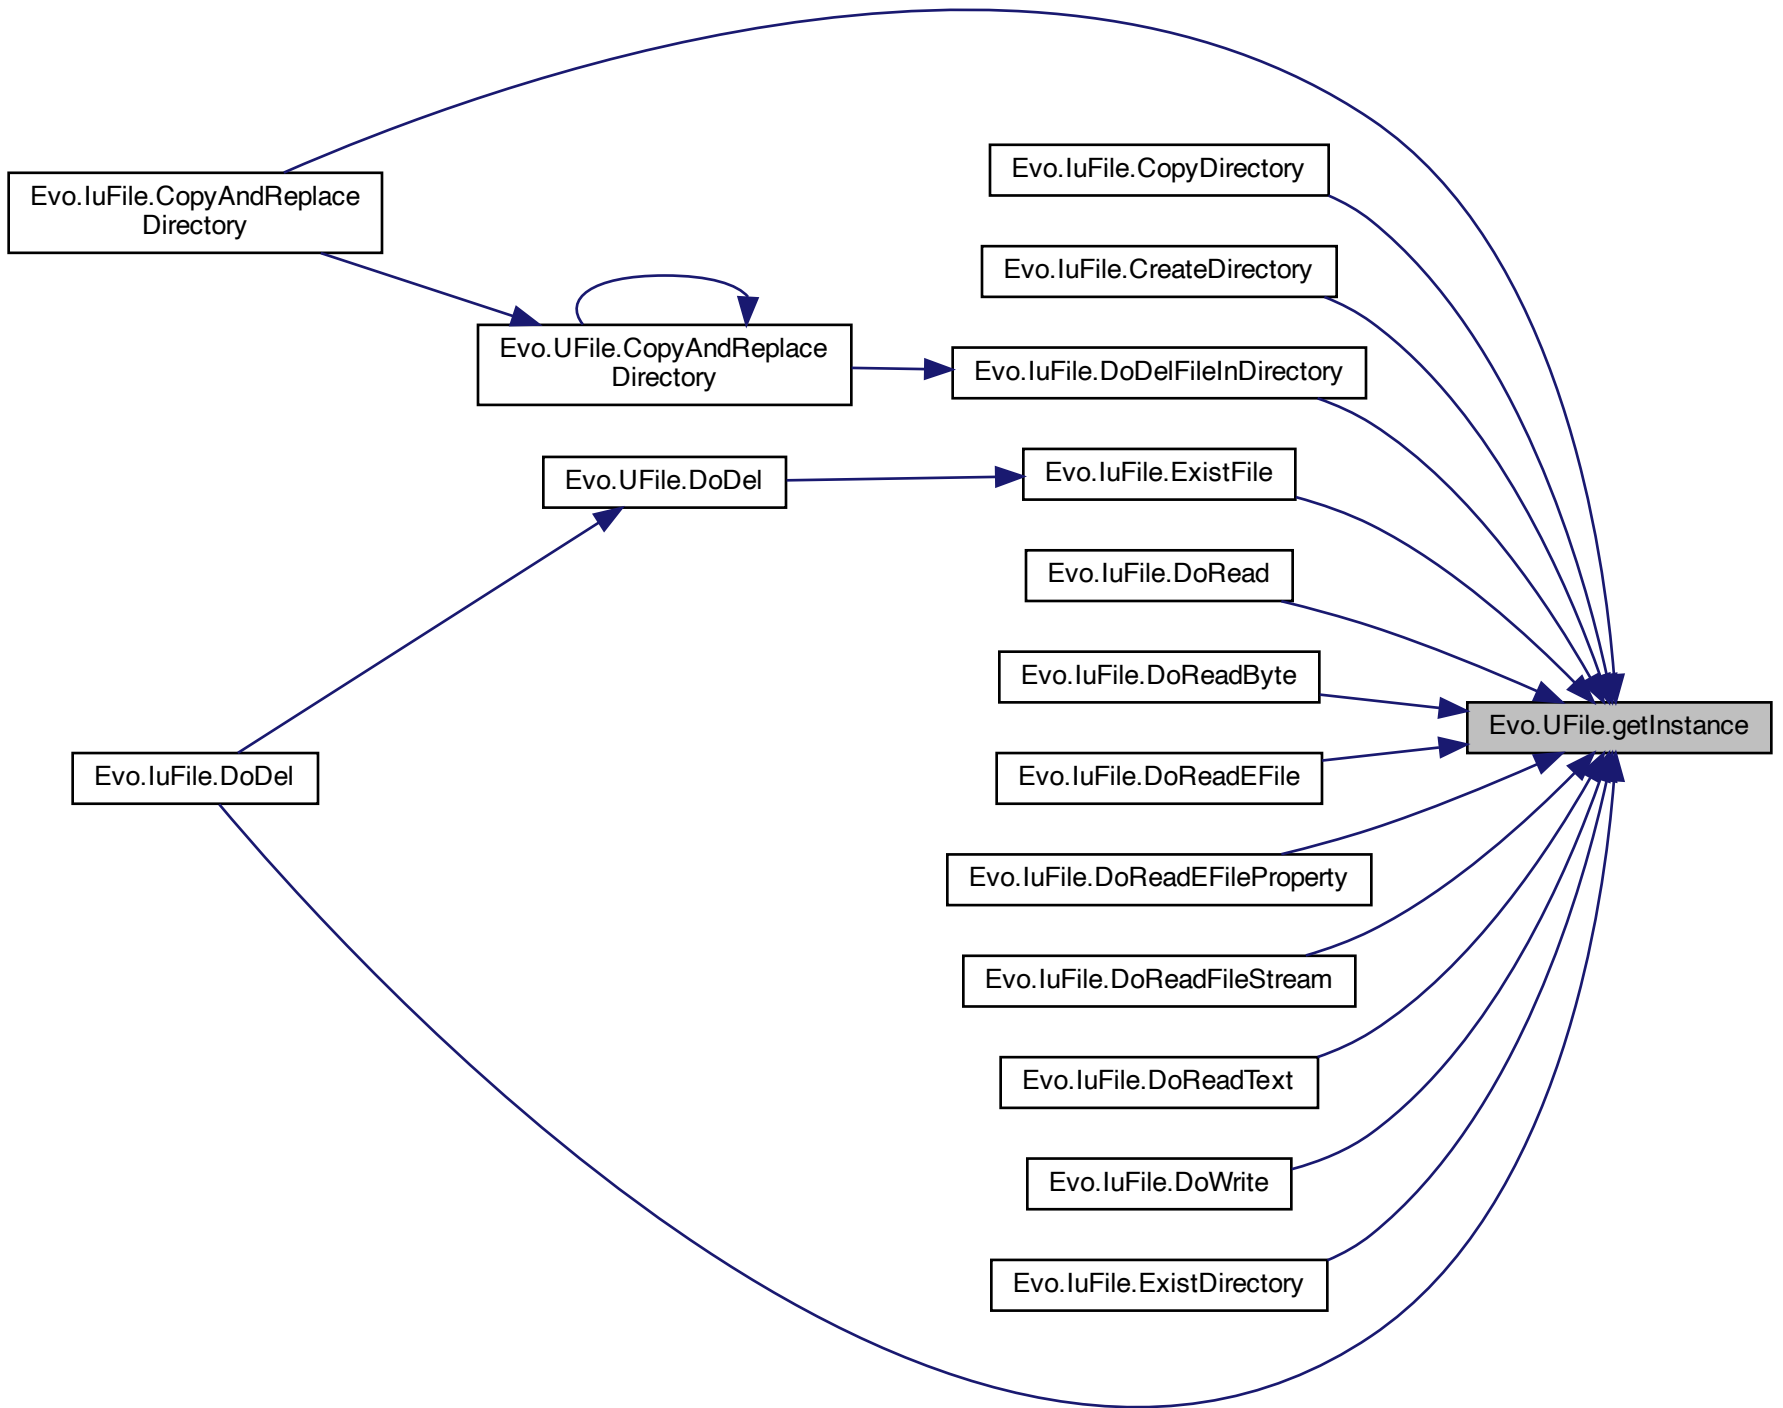 Evo.IuFile.CopyAndReplace
Directory
Evo.UFile.CopyAndReplace
Directory
Evo.UFile.DoDel
Evo.IuFile.DoDel
Evo.IuFile.CopyDirectory
Evo.IuFile.CreateDirectory
Evo.IuFile.DoDelFileInDirectory
Evo.IuFile.ExistFile
Evo.IuFile.DoRead
Evo.IuFile.DoReadByte
Evo.IuFile.DoReadEFile
Evo.IuFile.DoReadEFileProperty
Evo.IuFile.DoReadFileStream
Evo.IuFile.DoReadText
Evo.IuFile.DoWrite
Evo.IuFile.ExistDirectory
Evo.UFile.getInstance